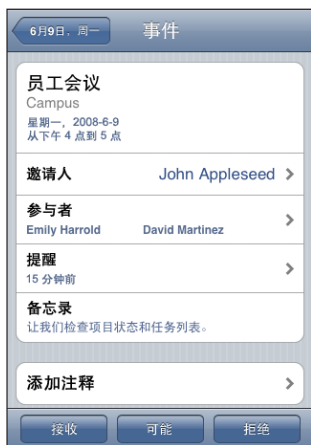 6月9日，周一
事件
员工会议
Campus
星期一，2008-6-9
从下午 4 点到 5 点
邀请人 John Appleseed
参与者
Emily Harrold David Martinez
提醒
15 分钟前
备忘录
让我们检查项目状态和任务列表。
添加注释
接收 可能 拒绝